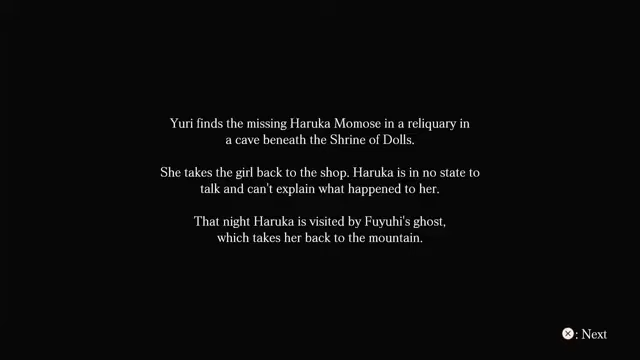 Yuri finds the missing Haruka Momose in a reliquary in
a cave beneath the Shrine of Dolls.
She takes the girl back to the shop. Haruka is in no state to
talk and can't explain what happened to her.
That night Haruka is visited by Fuyuhi's ghost,
which takes her back to the mountain.
ⓧ: Next